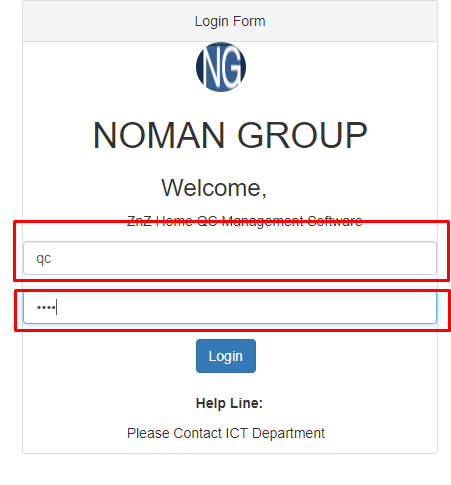 Login Form
NG
NOMAN GROUP
Welcome,
ZnZ Home QC Management Software
qc
••••
Login
Help Line:
Please Contact ICT Department